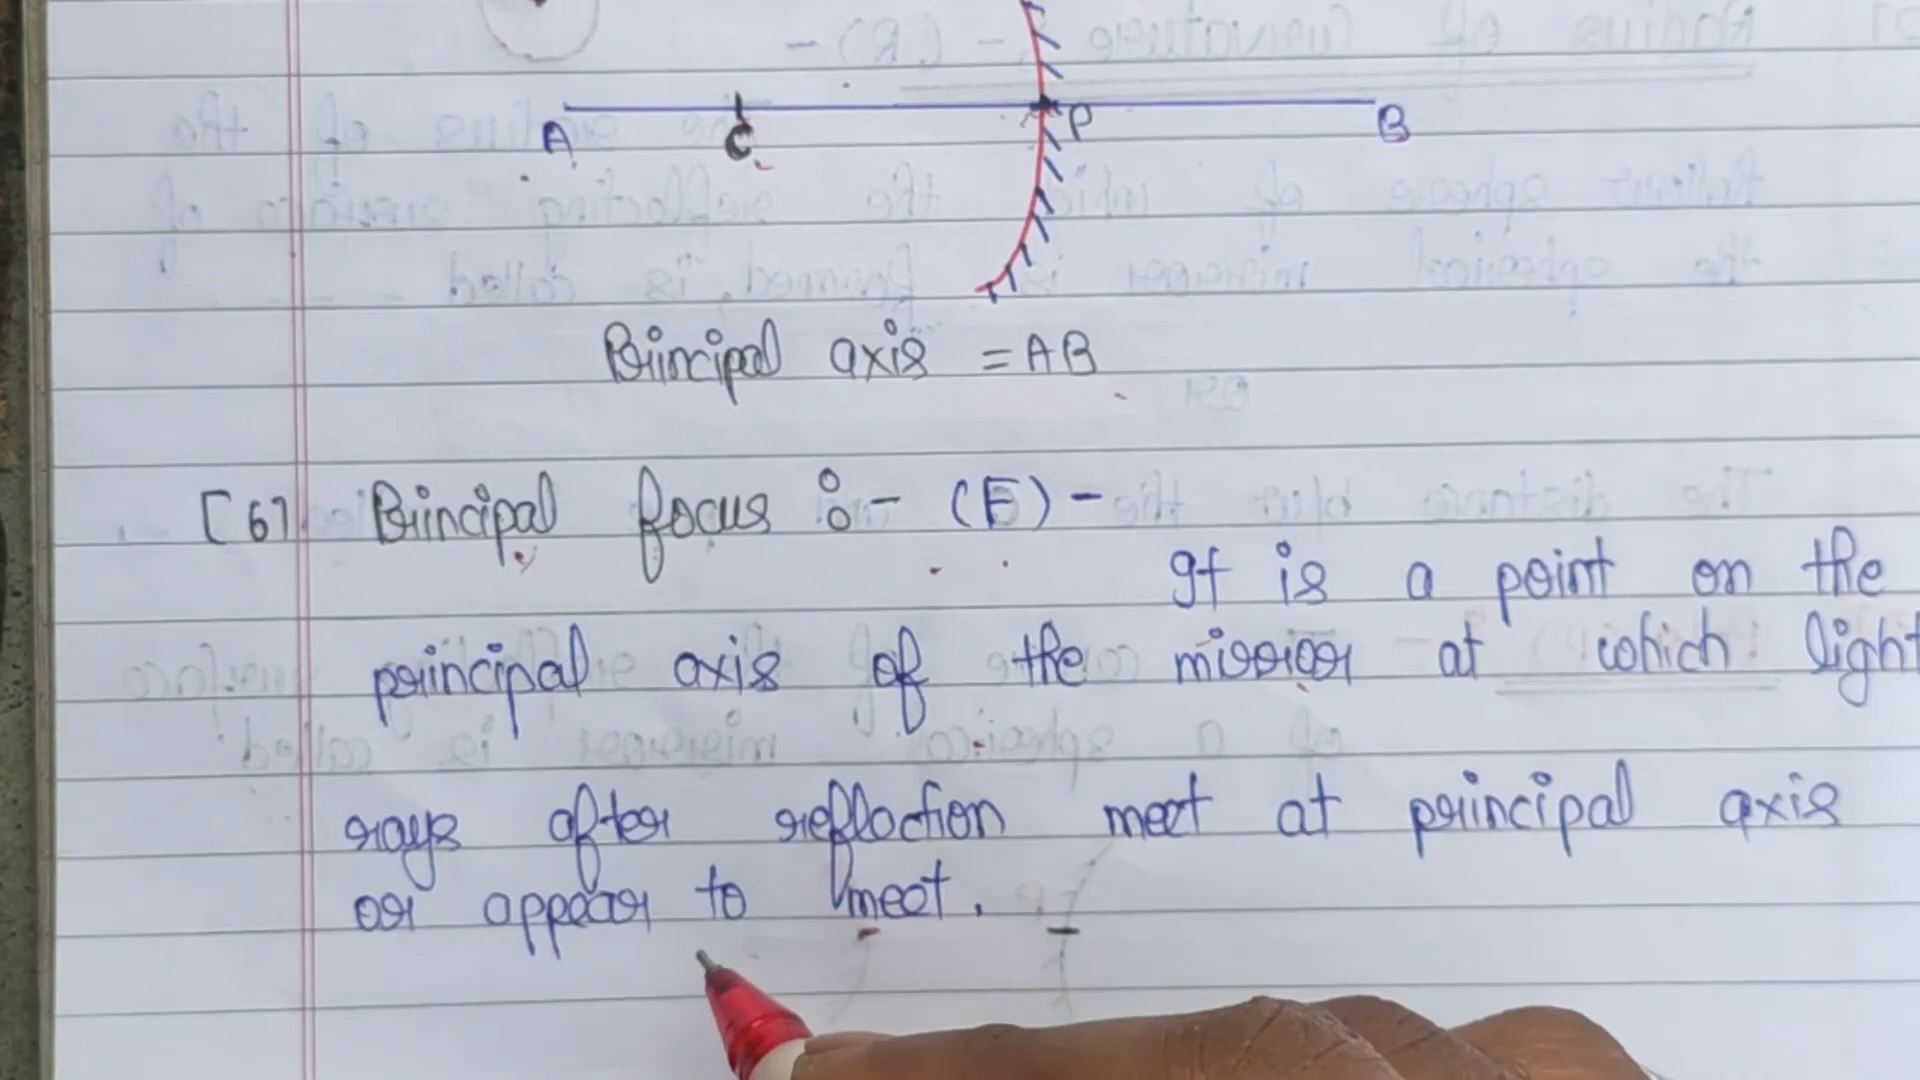 A C P B
Principal axis = AB
[6] Principal focus :- (F) -
It is a point on the
principal axis of the mirror at which light
rays after reflection meet at principal axis
or appear to meet.